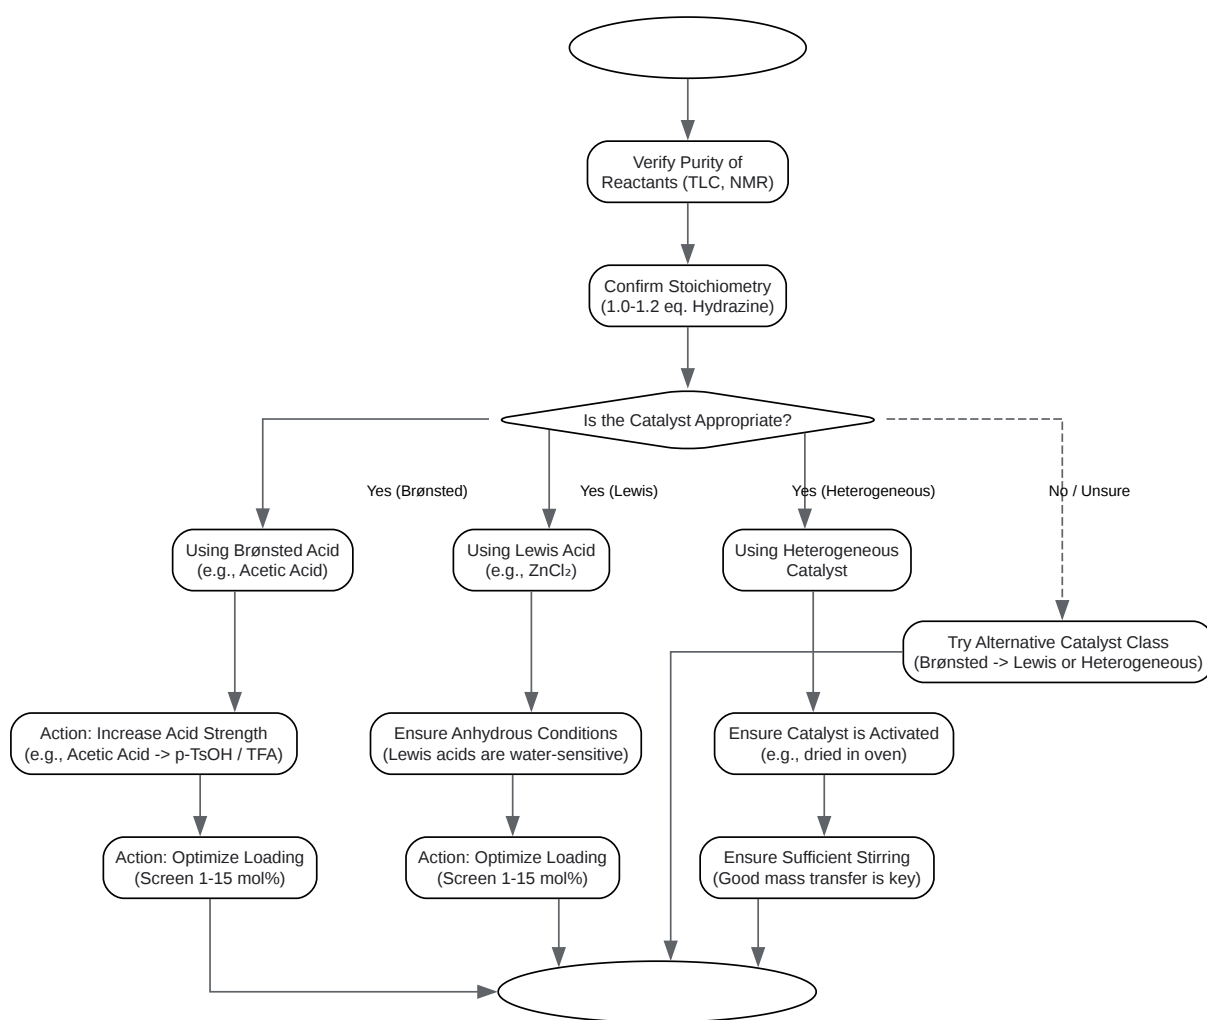 Verify Purity of
Reactants (TLC, NMR)
Confirm Stoichiometry
(1.0-1.2 eq. Hydrazine)
Is the Catalyst Appropriate?
Yes (Brønsted)
Yes (Lewis)
Yes (Heterogeneous)
No / Unsure
Using Brønsted Acid
(e.g., Acetic Acid)
Using Lewis Acid
(e.g., ZnCl₂)
Using Heterogeneous
Catalyst
Try Alternative Catalyst Class
(Brønsted -> Lewis or Heterogeneous)
Action: Increase Acid Strength
(e.g., Acetic Acid -> p-TsOH / TFA)
Ensure Anhydrous Conditions
(Lewis acids are water-sensitive)
Ensure Catalyst is Activated
(e.g., dried in oven)
Action: Optimize Loading
(Screen 1-15 mol%)
Action: Optimize Loading
(Screen 1-15 mol%)
Ensure Sufficient Stirring
(Good mass transfer is key)